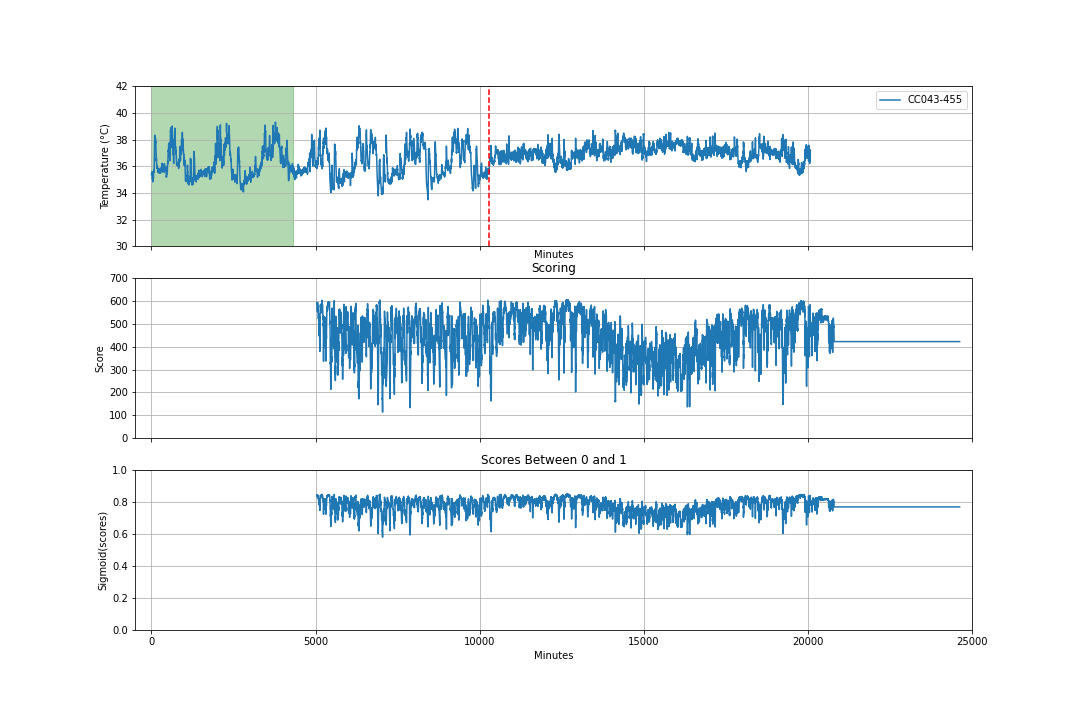 42
40
38
36
34
32
30
Temperature (°C)
CC043-455
Minutes
Scoring
700
600
500
400
300
200
100
0
Score
Scores Between 0 and 1
1.0
0.8
0.6
0.4
0.2
0.0
Sigmoid(scores)
0 5000 10000 15000 20000 25000
Minutes